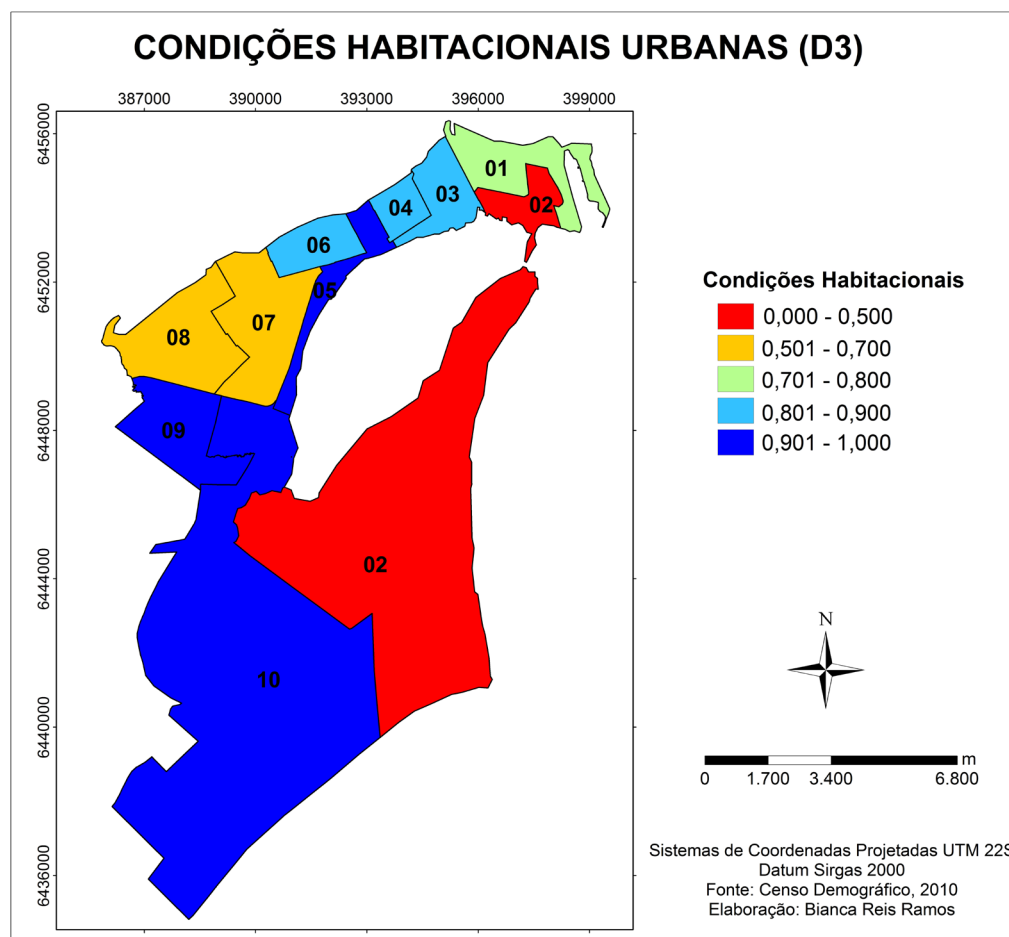 CONDIÇÕES HABITACIONAIS URBANAS (D3)
387000 390000 393000 396000 399000
6456000
6452000
6448000
6444000
6440000
6436000
01
02
03
04
06
05
07
08
09
02
10
Condições Habitacionais
0,000 - 0,500
0,501 - 0,700
0,701 - 0,800
0,801 - 0,900
0,901 - 1,000
N
m
0 1.700 3.400 6.800
Sistemas de Coordenadas Projetadas UTM 22S
Datum Sirgas 2000
Fonte: Censo Demográfico, 2010
Elaboração: Bianca Reis Ramos